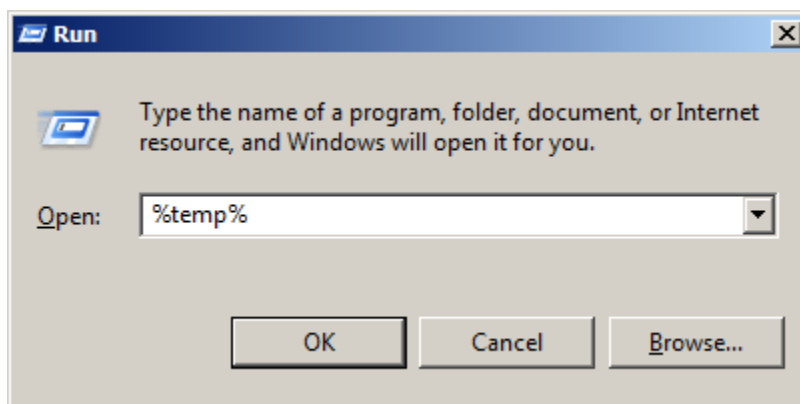 Run
Type the name of a program, folder, document, or Internet
resource, and Windows will open it for you.
Open: %temp%
OK Cancel Browse...